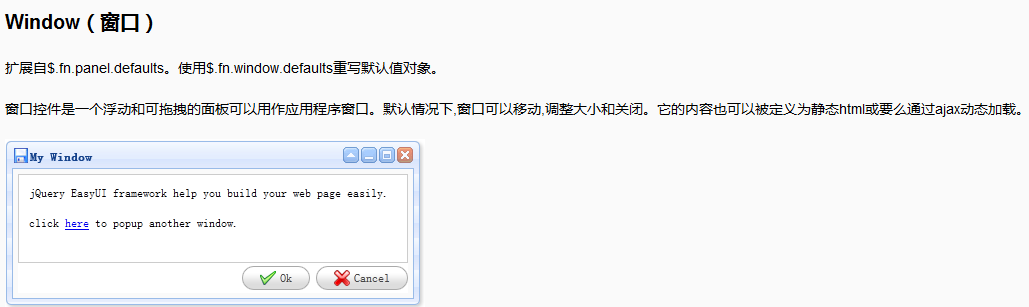 Window（窗口）
扩展自$.fn.panel.defaults。使用$.fn.window.defaults重写默认值对象。
窗口控件是一个浮动和可拖拽的面板可以用作应用程序窗口。默认情况下,窗口可以移动,调整大小和关闭。它的内容也可以被定义为静态html或要么通过ajax动态加载。
My Window
jQuery EasyUI framework help you build your web page easily.
click here to popup another window.
Ok Cancel